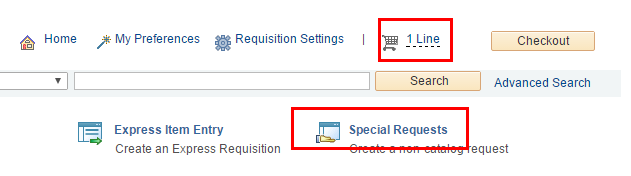 Home My Preferences Requisition Settings | 1 Line Checkout
Search Advanced Search
Express Item Entry Special Requests
Create an Express Requisition Create a non-catalog request